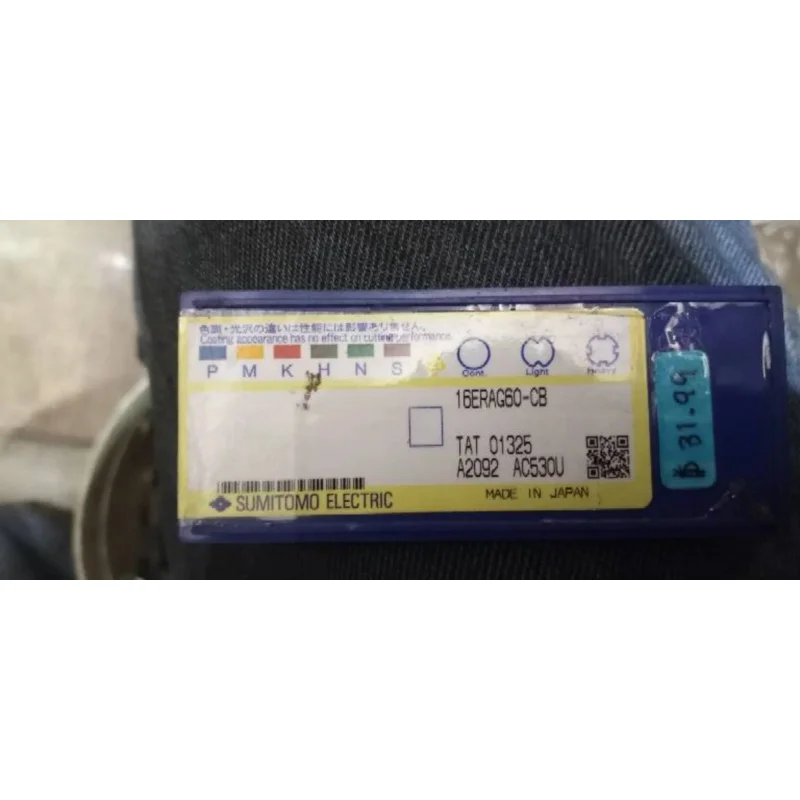 色調・光沢の違いは性能には影響ありません。
Coating appearance has no effect on cutting performance.
P M K H N S
Cont. Light Heavy
16ERAG60-CB
TAT 01325
A2092 AC530U
SUMITOMO ELECTRIC
MADE IN JAPAN
31.99